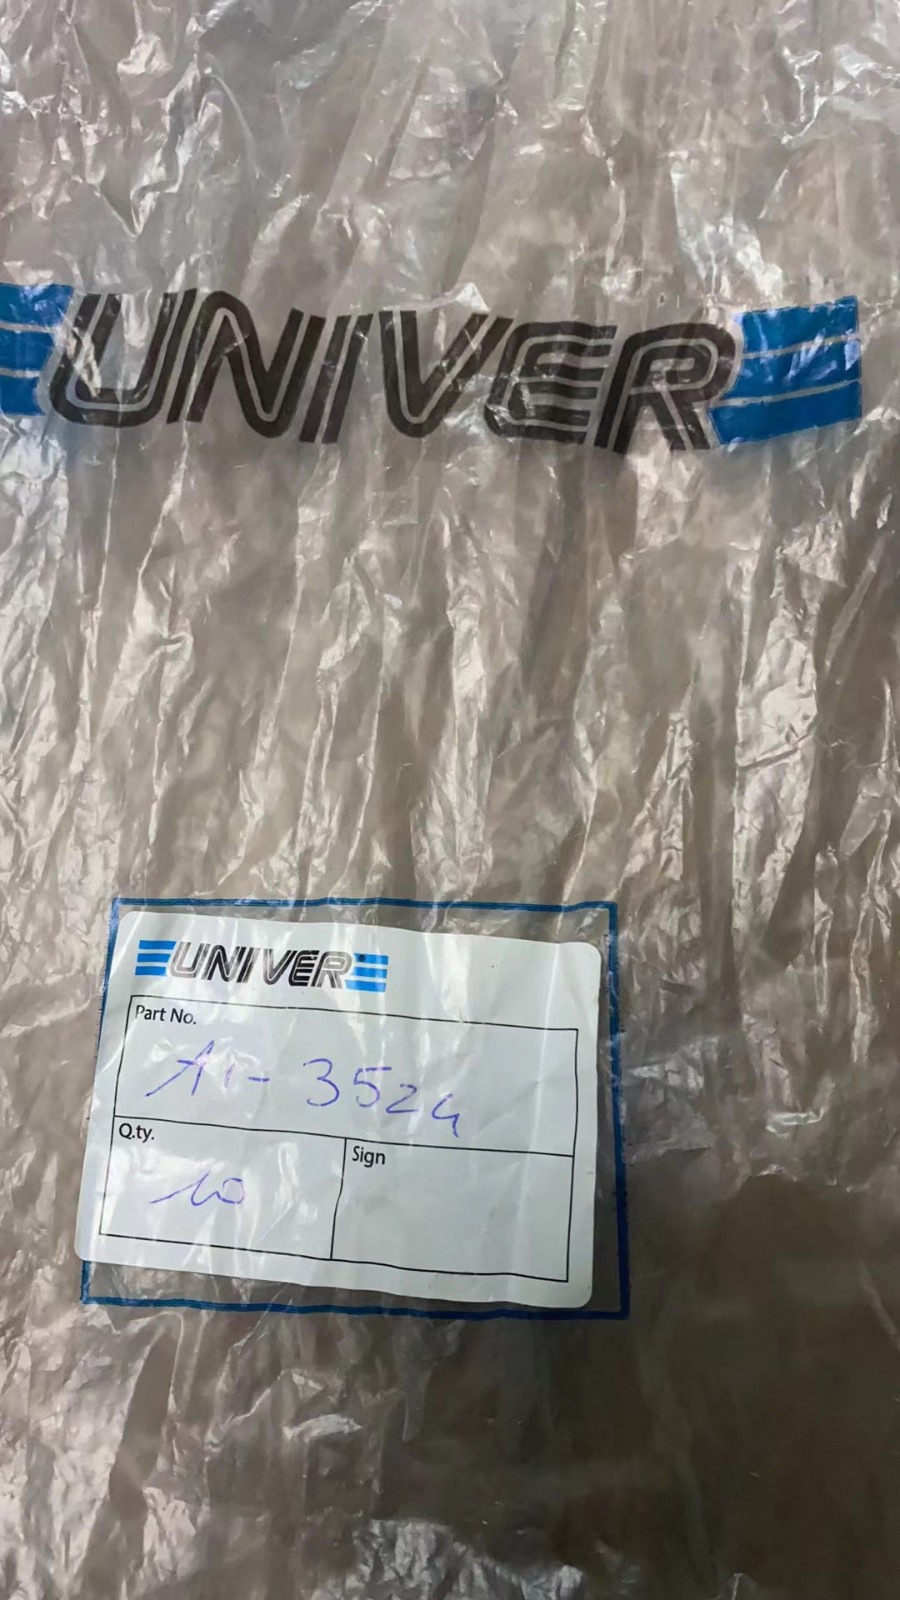 UNIVER
UNIVER
Part No.
A1-3524
Q.ty.
10
Sign